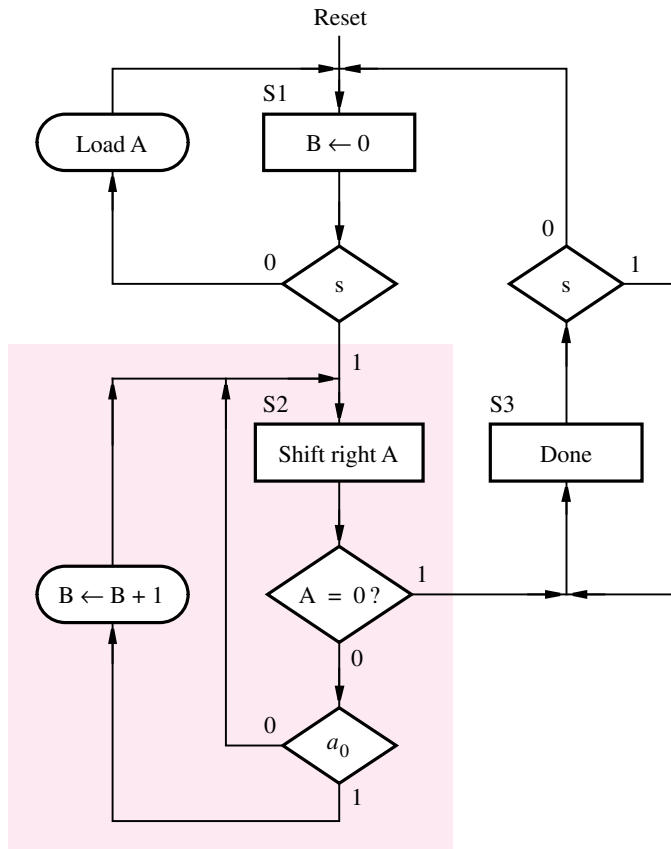 Reset
S1
Load A
B ← 0
0
s
0
s
1
1
S2
S3
Shift right A
Done
B ← B + 1
A = 0 ?
1
0
0
a0
1